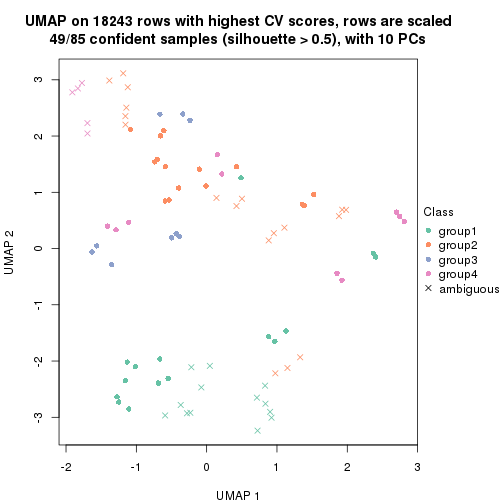 UMAP on 18243 rows with highest CV scores, rows are scaled
49/85 confident samples (silhouette > 0.5), with 10 PCs
3
2
1
0
-1
-2
-3
UMAP 2
-2 -1 0 1 2 3
UMAP 1
Class
group1
group2
group3
group4
ambiguous